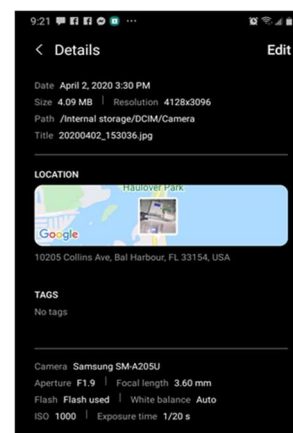 9:21
Details
Edit
Date April 2, 2020 3:30 PM
Size 4.09 MB | Resolution 4128x3096
Path /Internal storage/DCIM/Camera
Title 20200402_153036.jpg
LOCATION
Haulover Park
Google
10205 Collins Ave, Bal Harbour, FL 33154, USA
TAGS
No tags
Camera Samsung SM-A205U
Aperture F1.9 | Focal length 3.60 mm
Flash Flash used | White balance Auto
ISO 1000 | Exposure time 1/20 s